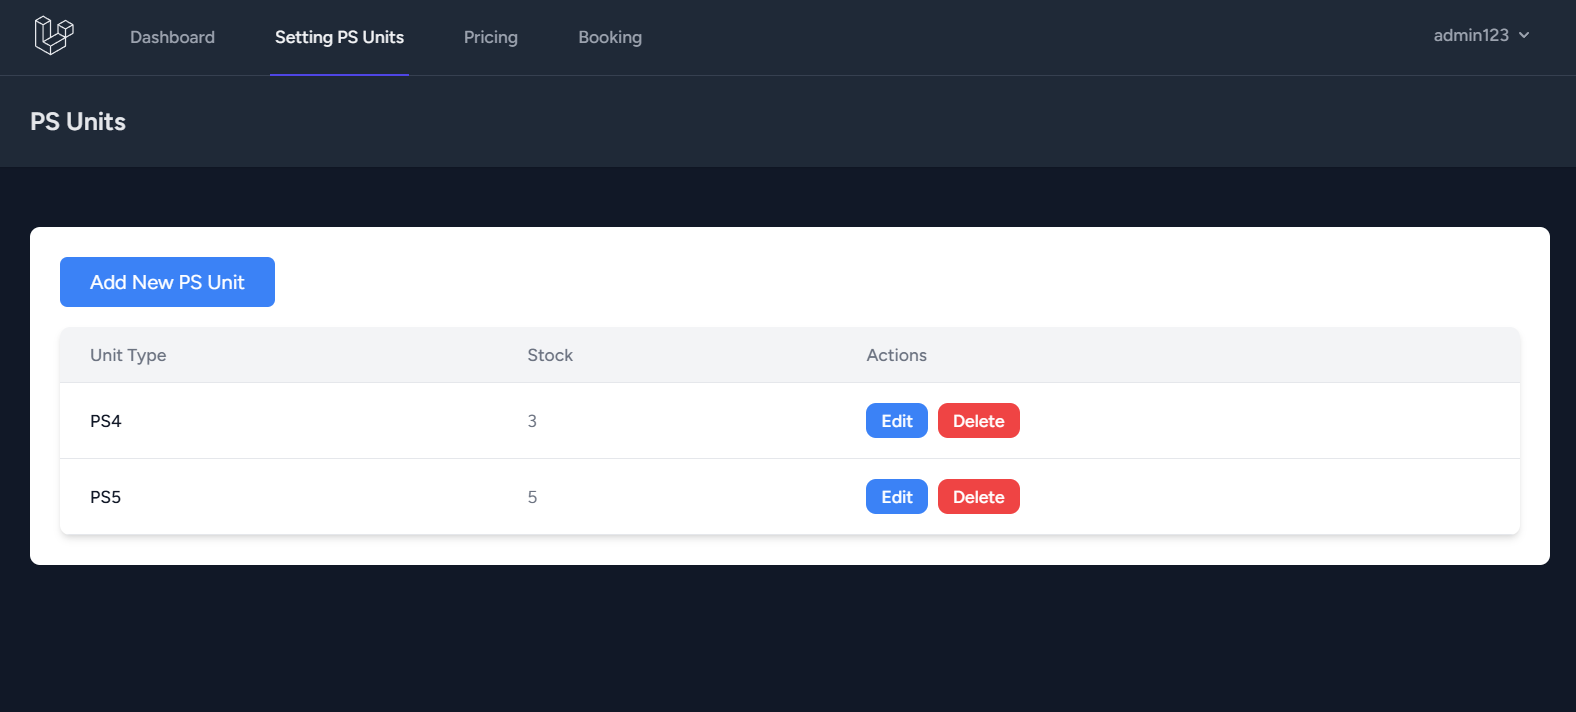 Dashboard Setting PS Units Pricing Booking admin123
PS Units
Add New PS Unit
Unit Type Stock Actions
PS4 3 Edit Delete
PS5 5 Edit Delete